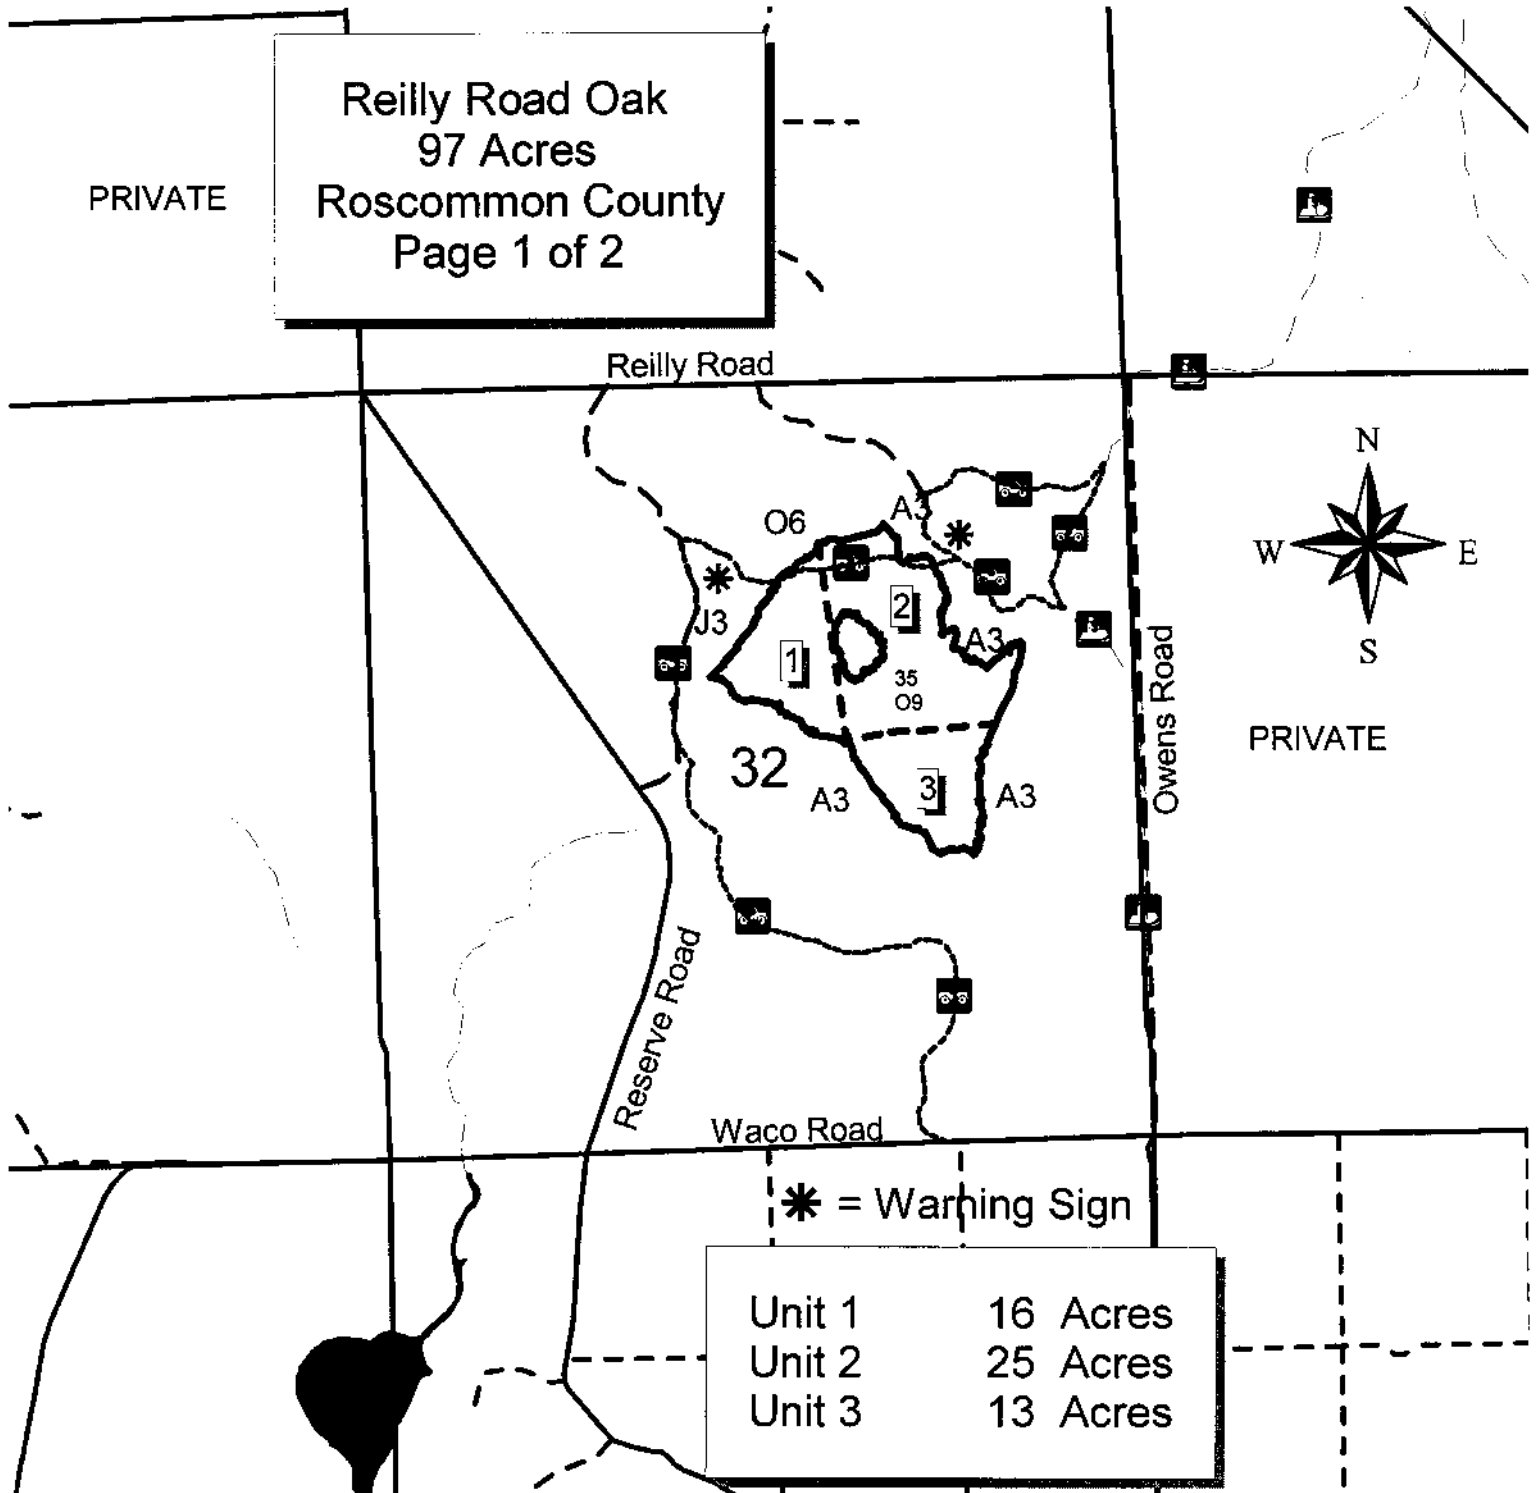 Reilly Road Oak
97 Acres
Roscommon County
Page 1 of 2
PRIVATE
Reilly Road
N
W
E
S
A3
O6
2
J3
A3
1
35
O9
Owens Road
PRIVATE
32
3
A3
A3
Reserve Road
Waco Road
= Warning Sign
Unit 1 16 Acres
Unit 2 25 Acres
Unit 3 13 Acres